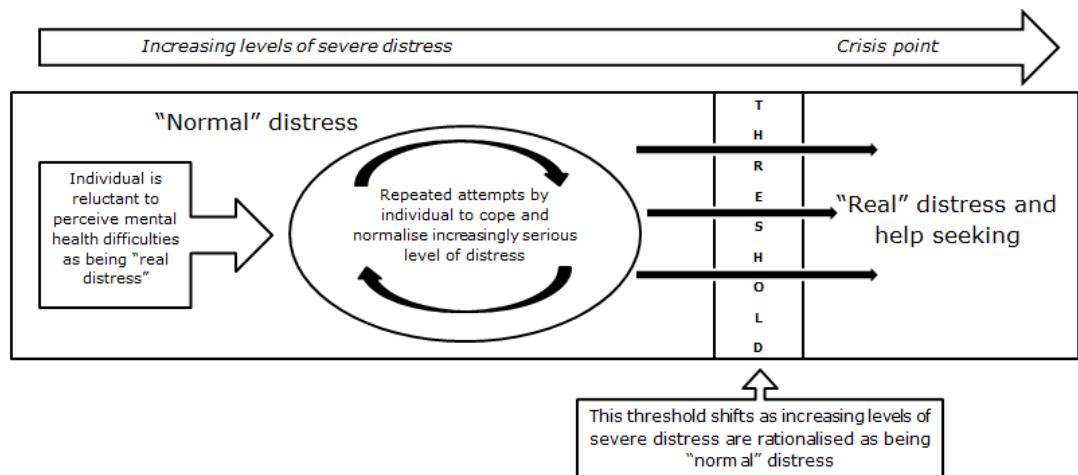 Increasing levels of severe distress
Crisis point
“Normal” distress
Individual is
reluctant to
perceive mental
health difficulties
as being “real
distress”
Repeated attempts by
individual to cope and
normalise increasingly serious
level of distress
T
H
R
E
S
H
O
L
D
“Real” distress and
help seeking
This threshold shifts as increasing levels of
severe distress are rationalised as being
“normal” distress